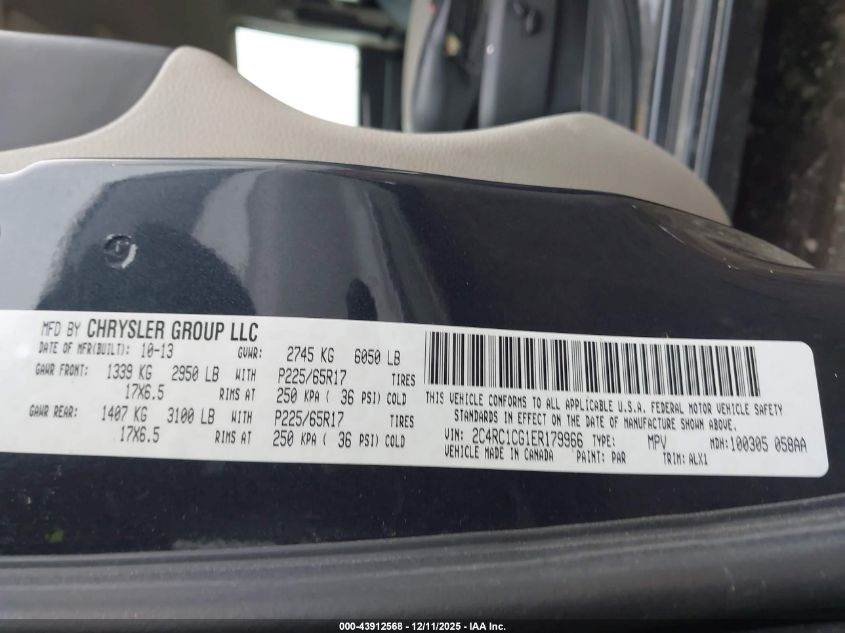 MFD BY CHRYSLER GROUP LLC
DATE OF MFR(BUILT): 10-13 GVWR: 2745 KG 6050 LB
GAWR FRONT: 1339 KG 2950 LB WITH P225/65R17 TIRES
17X6.5 RIMS AT 250 KPA ( 36 PSI) COLD
GAWR REAR: 1407 KG 3100 LB WITH P225/65R17 TIRES
17X6.5 RIMS AT 250 KPA ( 36 PSI) COLD
THIS VEHICLE CONFORMS TO ALL APPLICABLE U.S.A. FEDERAL MOTOR VEHICLE SAFETY
STANDARDS IN EFFECT ON THE DATE OF MANUFACTURE SHOWN ABOVE.
VIN: 2C4RC1CG1ER179966 TYPE: MPV MDH:100305 058AA
VEHICLE MADE IN CANADA PAINT: PAR TRIM: ALX1
000-43912568 - 12/11/2025 - IAA Inc.